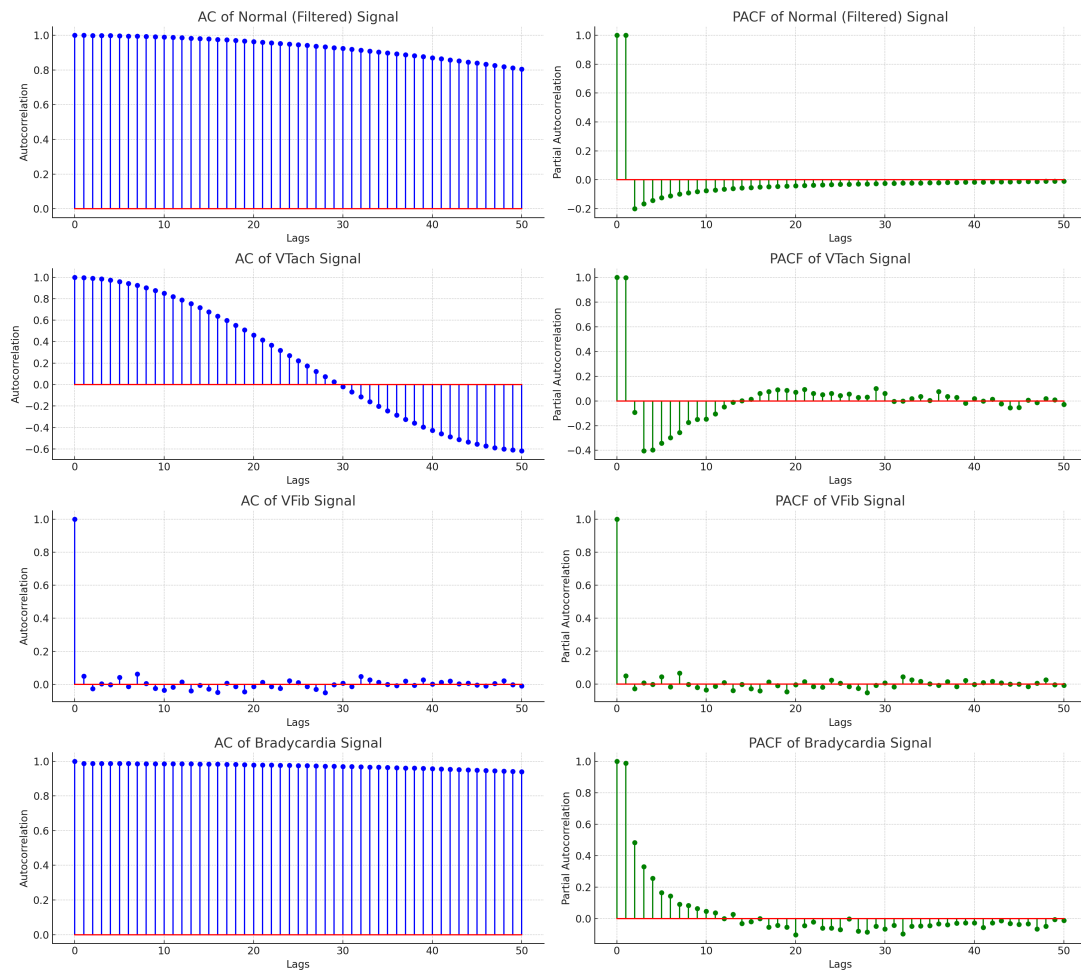 AC of Normal (Filtered) Signal
PACF of Normal (Filtered) Signal
Autocorrelation
1.0
0.8
0.6
0.4
0.2
0.0
0 10 20 30 40 50
Lags
Partial Autocorrelation
1.0
0.8
0.6
0.4
0.2
0.0
−0.2
0 10 20 30 40 50
Lags
AC of VTach Signal
PACF of VTach Signal
Autocorrelation
1.0
0.8
0.6
0.4
0.2
0.0
−0.2
−0.4
−0.6
0 10 20 30 40 50
Lags
Partial Autocorrelation
1.0
0.8
0.6
0.4
0.2
0.0
−0.2
−0.4
0 10 20 30 40 50
Lags
AC of VFib Signal
PACF of VFib Signal
Autocorrelation
1.0
0.8
0.6
0.4
0.2
0.0
0 10 20 30 40 50
Lags
Partial Autocorrelation
1.0
0.8
0.6
0.4
0.2
0.0
0 10 20 30 40 50
Lags
AC of Bradycardia Signal
PACF of Bradycardia Signal
Autocorrelation
1.0
0.8
0.6
0.4
0.2
0.0
0 10 20 30 40 50
Lags
Partial Autocorrelation
1.0
0.8
0.6
0.4
0.2
0.0
0 10 20 30 40 50
Lags